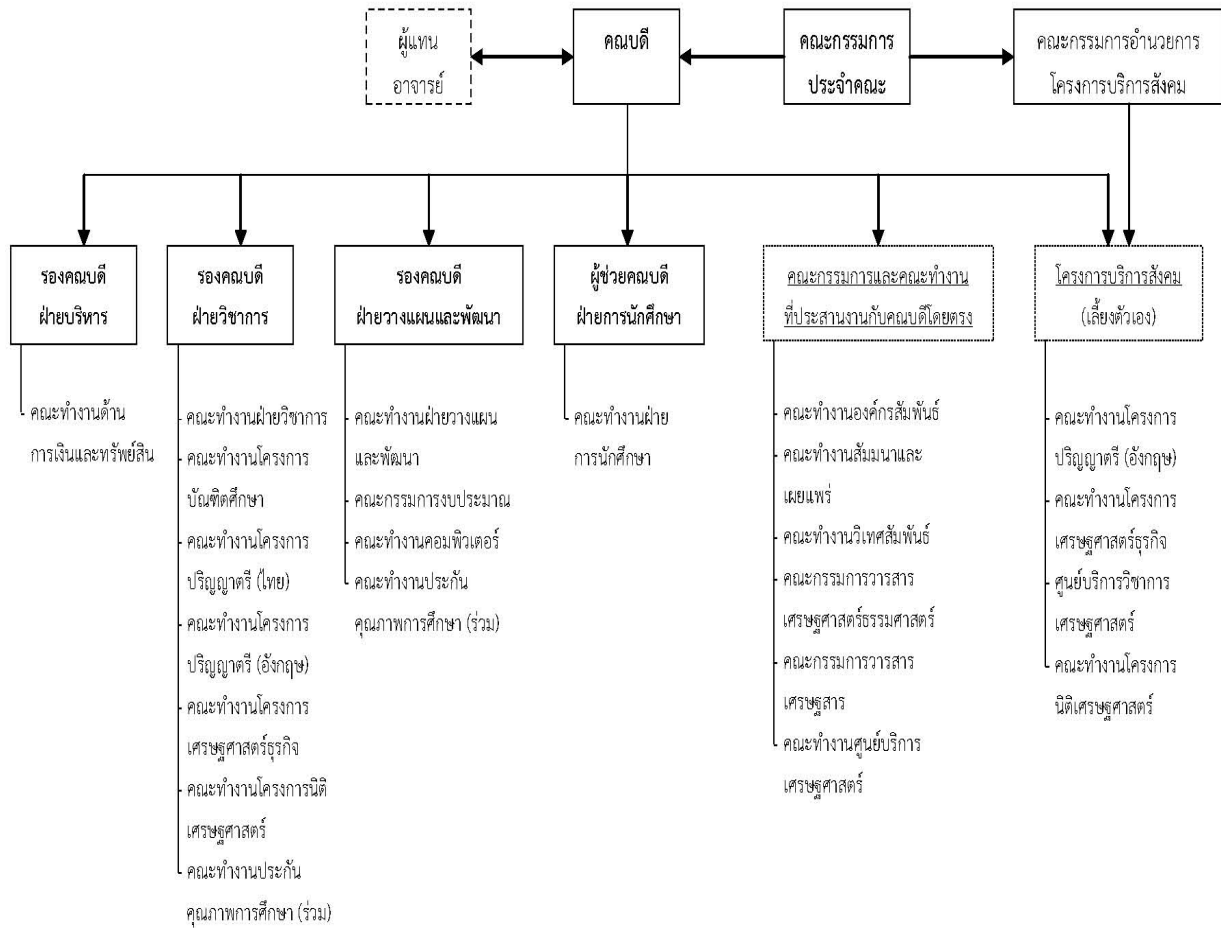 ผู้แทน
อาจารย์
คณบดี
คณะกรรมการ
ประจำคณะ
คณะกรรมการอำนวยการ
โครงการบริการสังคม
รองคณบดี
ฝ่ายบริหาร
รองคณบดี
ฝ่ายวิชาการ
รองคณบดี
ฝ่ายวางแผนและพัฒนา
ผู้ช่วยคณบดี
ฝ่ายการนักศึกษา
คณะกรรมการและคณะทำงาน
ที่ประสานงานกับคณบดีโดยตรง
โครงการบริการสังคม
(เลี้ยงตัวเอง)
คณะทำงานด้าน
การเงินและทรัพย์สิน
คณะทำงานฝ่ายวิชาการ
คณะทำงานโครงการ
บัณฑิตศึกษา
คณะทำงานโครงการ
ปริญญาตรี (ไทย)
คณะทำงานโครงการ
ปริญญาตรี (อังกฤษ)
คณะทำงานโครงการ
เศรษฐศาสตร์ธุรกิจ
คณะทำงานโครงการนิติ
เศรษฐศาสตร์
คณะทำงานประกัน
คุณภาพการศึกษา (ร่วม)
คณะทำงานฝ่ายวางแผน
และพัฒนา
คณะกรรมการงบประมาณ
คณะทำงานคอมพิวเตอร์
คณะทำงานประกัน
คุณภาพการศึกษา (ร่วม)
คณะทำงานฝ่าย
การนักศึกษา
คณะทำงานองค์กรสัมพันธ์
คณะทำงานสัมมนาและ
เผยแพร่
คณะทำงานวิเทศสัมพันธ์
คณะกรรมการวารสาร
เศรษฐศาสตร์ธรรมศาสตร์
คณะกรรมการวารสาร
เศรษฐสาร
คณะทำงานศูนย์บริการ
เศรษฐศาสตร์
คณะทำงานโครงการ
ปริญญาตรี (อังกฤษ)
คณะทำงานโครงการ
เศรษฐศาสตร์ธุรกิจ
ศูนย์บริการวิชาการ
เศรษฐศาสตร์
คณะทำงานโครงการ
นิติเศรษฐศาสตร์